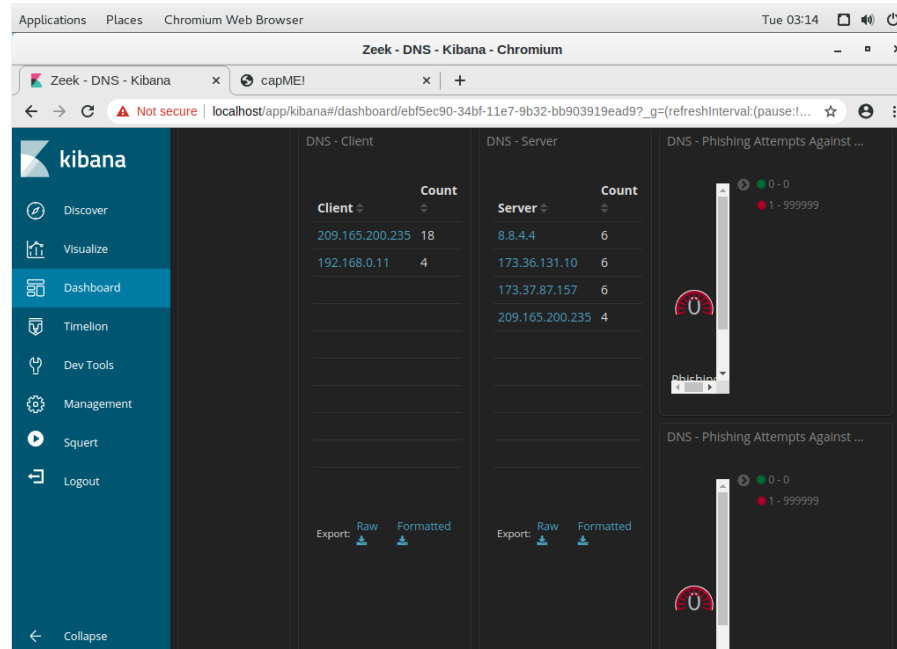 Applications Places Chromium Web Browser Tue 03:14
Zeek - DNS - Kibana - Chromium
Zeek - DNS - Kibana × capME! × +
Not secure | localhost/app/kibana#/dashboard/ebf5ec90-34bf-11e7-9b32-bb903919ead9?_g=(refreshInterval:(pause:!...
kibana
Discover
Visualize
Dashboard
Timelion
Dev Tools
Management
Squert
Logout
Collapse
DNS - Client
Client Count
209.165.200.235 18
192.168.0.11 4
Export: Raw Formatted
DNS - Server
Server Count
8.8.4.4 6
173.36.131.10 6
173.37.87.157 6
209.165.200.235 4
Export: Raw Formatted
DNS - Phishing Attempts Against ...
0 - 0
1 - 999999
0
DNS - Phishing Attempts Against ...
0 - 0
1 - 999999
0